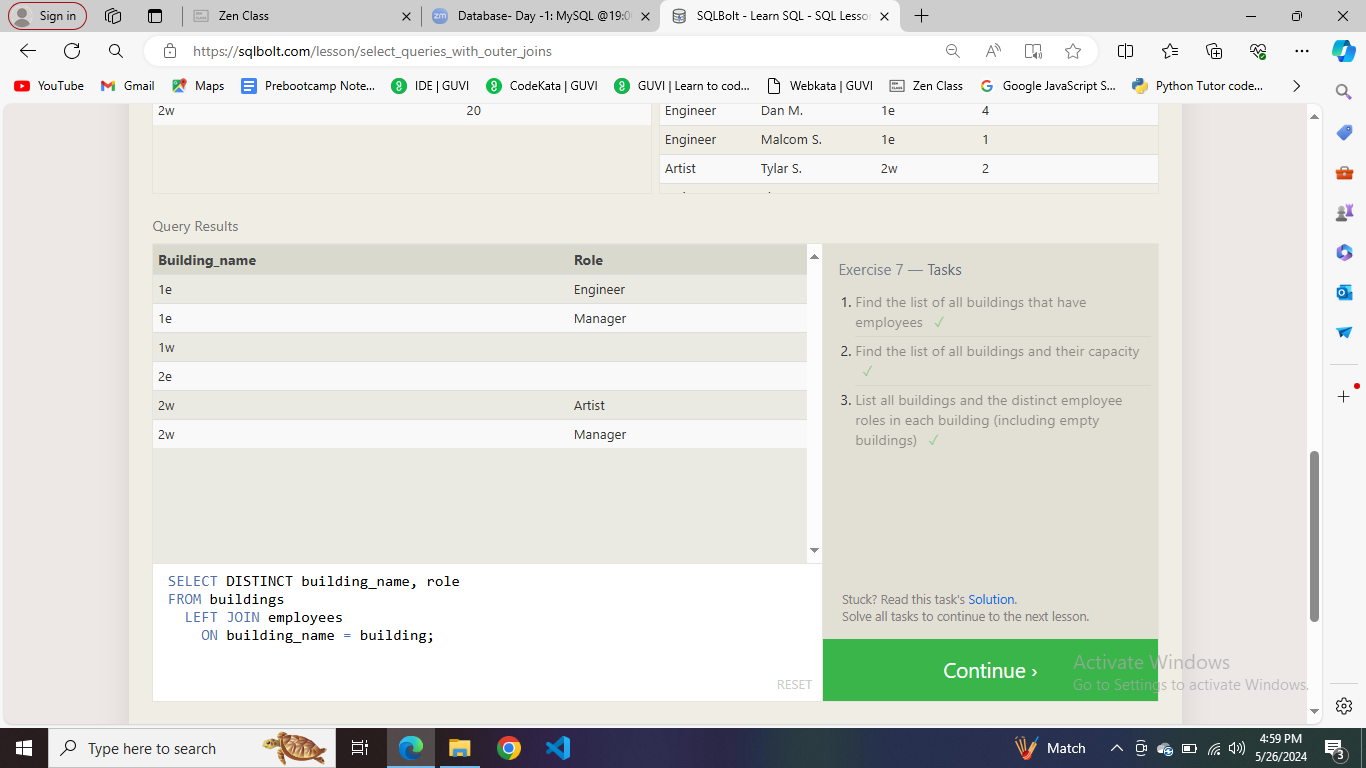 Sign in
Zen Class
Database- Day -1: MySQL @19:0
SQLBolt - Learn SQL - SQL Lesson
https://sqlbolt.com/lesson/select_queries_with_outer_joins
YouTube
Gmail
Maps
Prebootcamp Note...
IDE | GUVI
CodeKata | GUVI
GUVI | Learn to cod...
Webkata | GUVI
Zen Class
Google JavaScript S...
Python Tutor code...
2w 20
Engineer Dan M. 1e 4
Engineer Malcom S. 1e 1
Artist Tylar S. 2w 2
Query Results
Building_name Role
1e Engineer
1e Manager
1w
2e
2w Artist
2w Manager
Exercise 7 — Tasks
1. Find the list of all buildings that have
employees ✓
2. Find the list of all buildings and their capacity
✓
3. List all buildings and the distinct employee
roles in each building (including empty
buildings) ✓
SELECT DISTINCT building_name, role
FROM buildings
LEFT JOIN employees
ON building_name = building;
RESET
Stuck? Read this task's Solution.
Solve all tasks to continue to the next lesson.
Continue ›
Activate Windows
Go to Settings to activate Windows.
Type here to search
Match
4:59 PM
5/26/2024
3